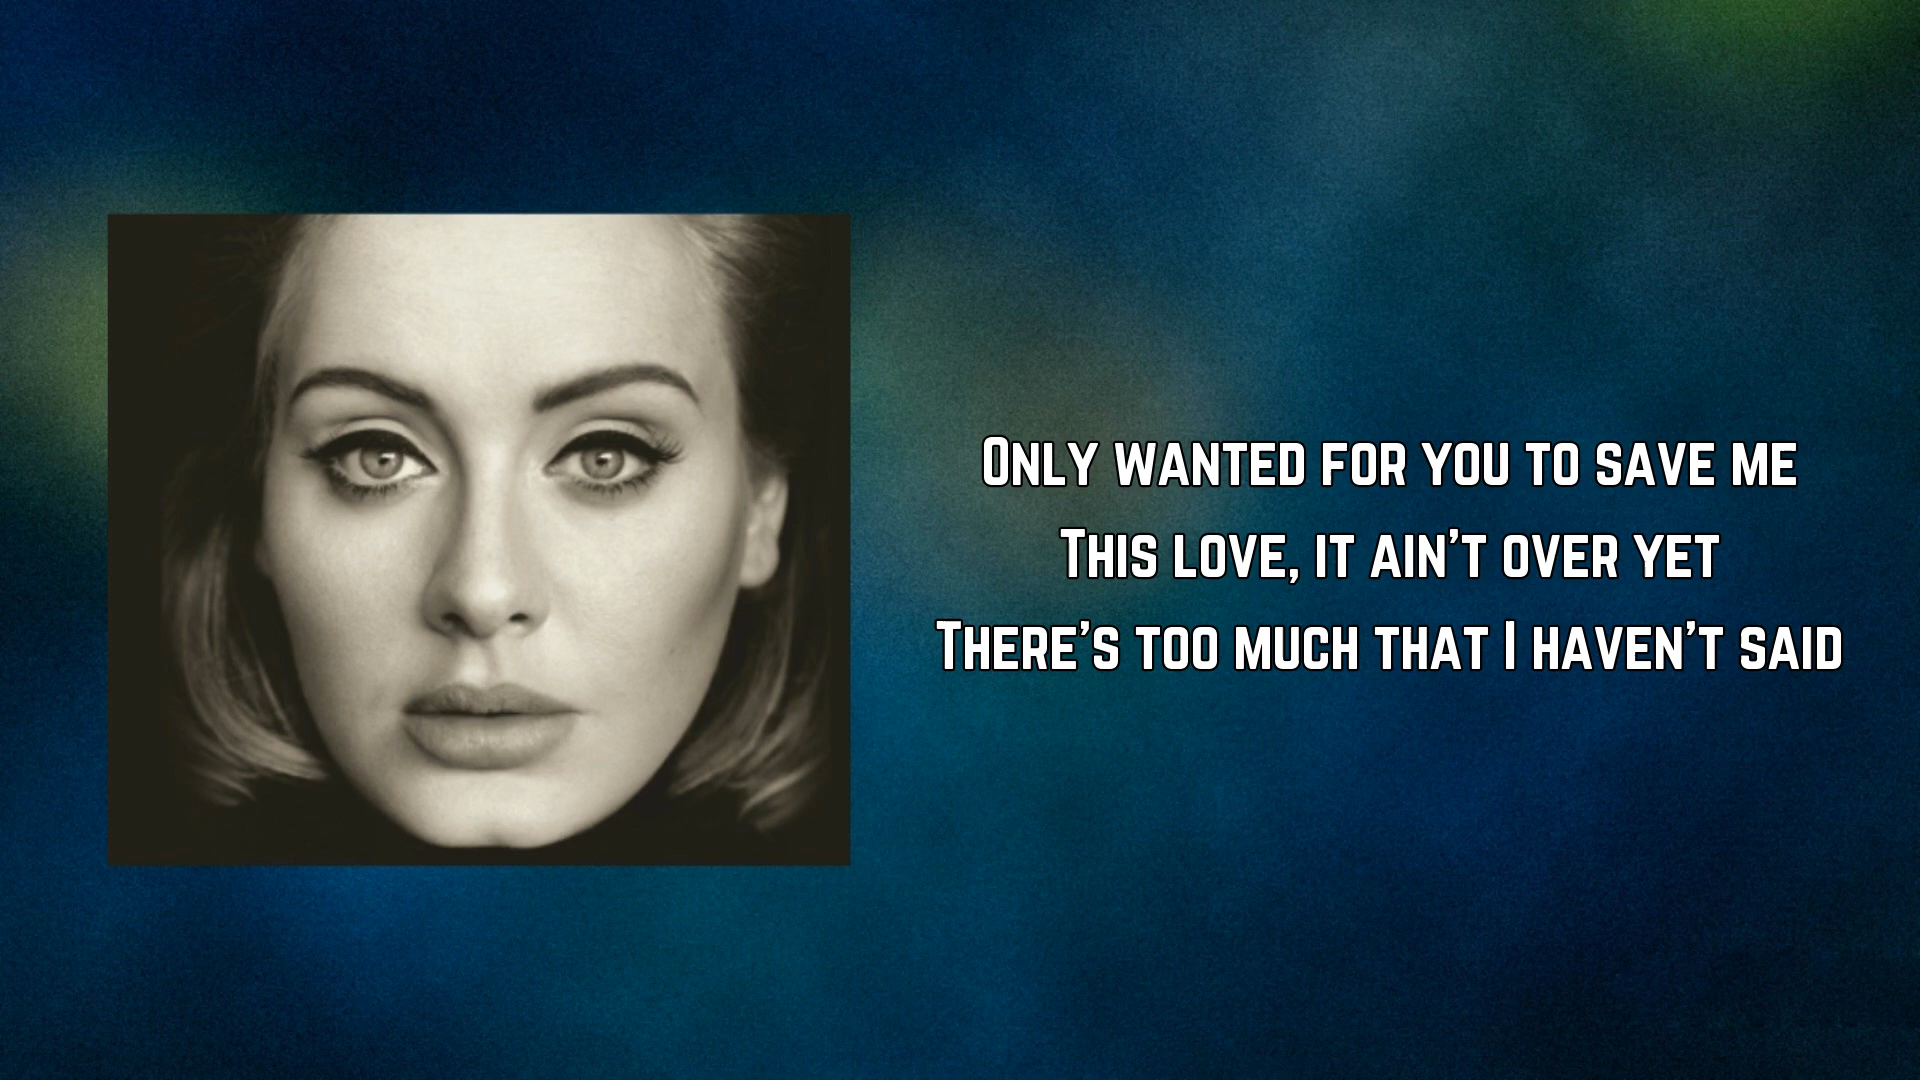 Only wanted for you to save me
This love, it ain't over yet
There's too much that I haven't said